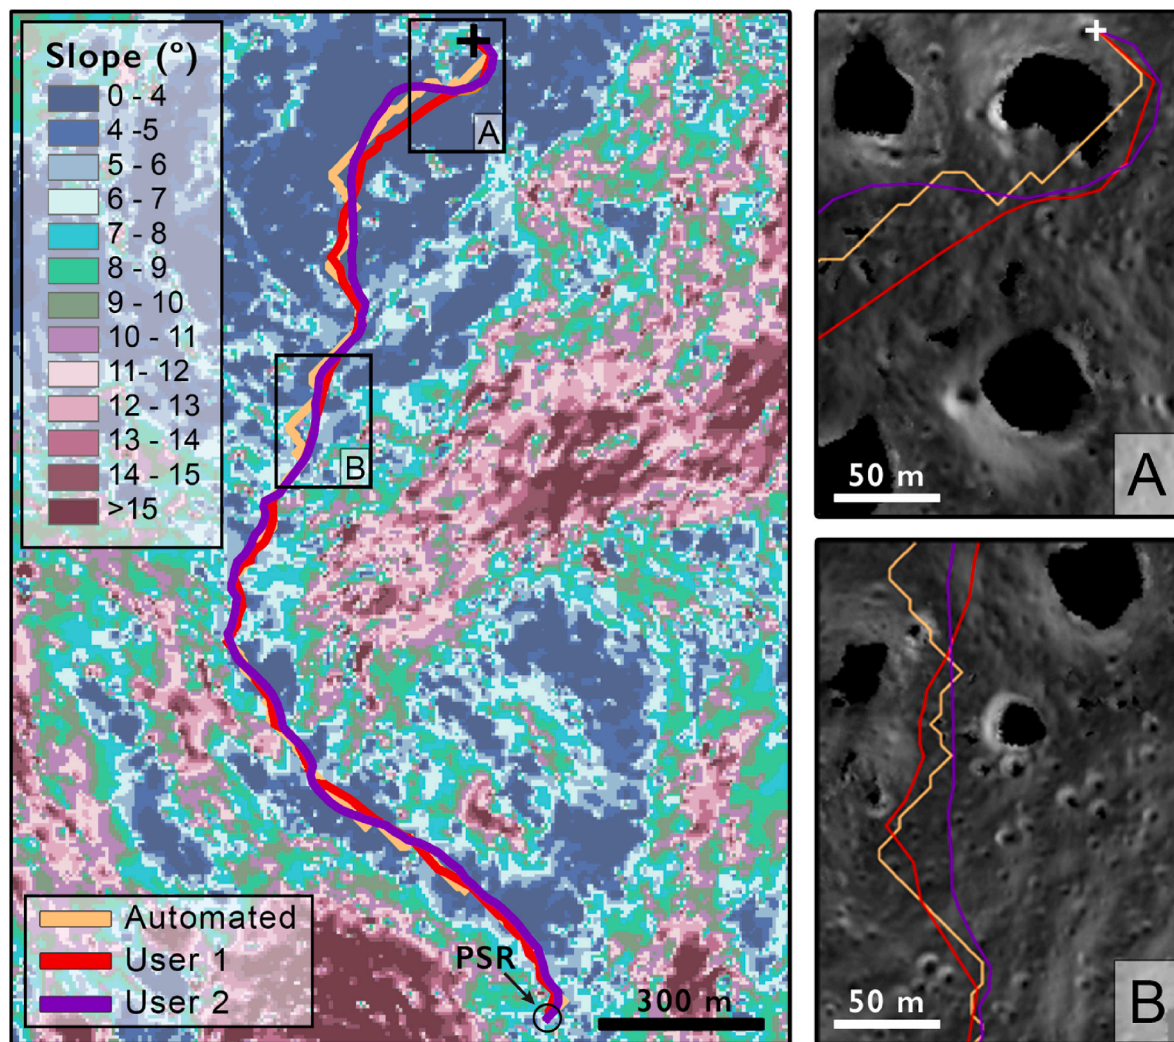 Slope (°)
0 - 4
4 -5
5 - 6
6 - 7
7 - 8
8 - 9
9 - 10
10 - 11
11- 12
12 - 13
13 - 14
14 - 15
>15
A
B
Automated
User 1
User 2
PSR
300 m
50 m
A
50 m
B